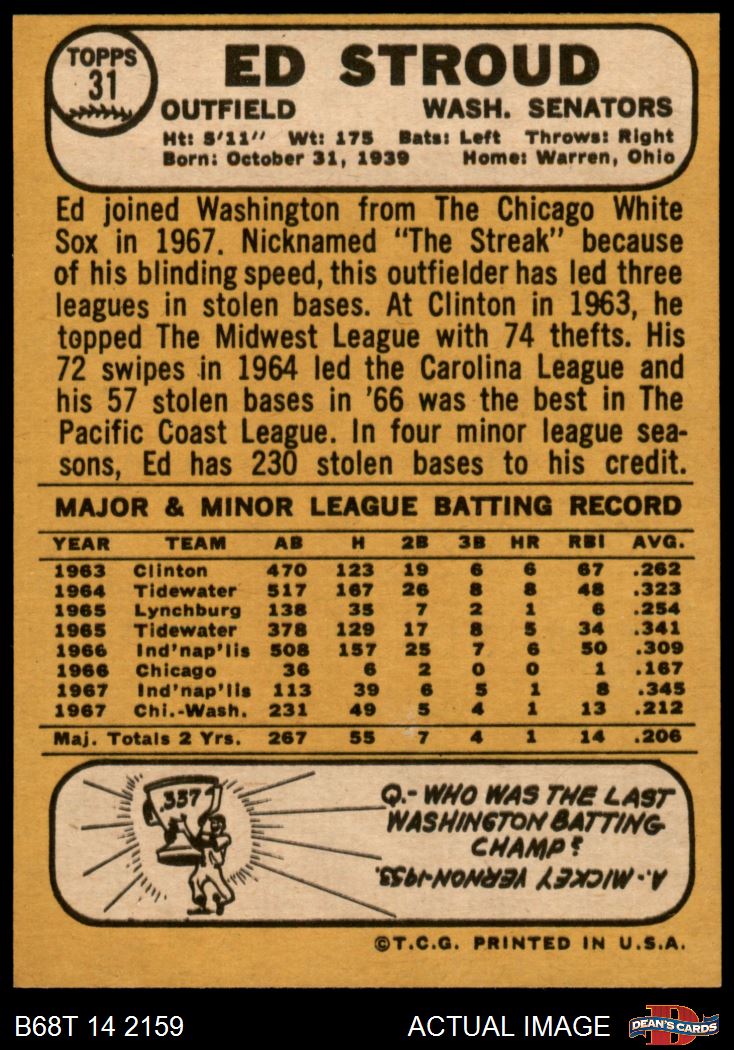 TOPPS
31
ED STROUD
OUTFIELD WASH. SENATORS
Ht: 5'11" Wt: 175 Bats: Left Throws: Right
Born: October 31, 1939 Home: Warren, Ohio
Ed joined Washington from The Chicago White
Sox in 1967. Nicknamed "The Streak" because
of his blinding speed, this outfielder has led three
leagues in stolen bases. At Clinton in 1963, he
topped The Midwest League with 74 thefts. His
72 swipes in 1964 led the Carolina League and
his 57 stolen bases in '66 was the best in The
Pacific Coast League. In four minor league sea-
sons, Ed has 230 stolen bases to his credit.
MAJOR & MINOR LEAGUE BATTING RECORD
YEAR TEAM AB H 2B 3B HR RBI AVG.
1963 Clinton 470 123 19 6 6 67 .262
1964 Tidewater 517 167 26 8 8 48 .323
1965 Lynchburg 138 35 7 2 1 6 .254
1965 Tidewater 378 129 17 8 5 34 .341
1966 Ind'nap'lis 508 157 25 7 6 50 .309
1966 Chicago 36 6 2 0 0 1 .167
1967 Ind'nap'lis 113 39 6 5 1 8 .345
1967 Chi.-Wash. 231 49 5 4 1 13 .212
Maj. Totals 2 Yrs. 267 55 7 4 1 14 .206
.337
Q.- WHO WAS THE LAST
WASHINGTON BATTING
CHAMP?
A.- MICKEY VERNON-1953.
©T.C.G. PRINTED IN U.S.A.
B68T 14 2159 ACTUAL IMAGE
D
DEAN'S CARDS